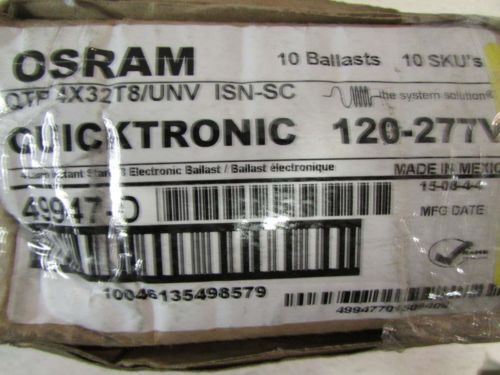 OSRAM
10 Ballasts 10 SKU's
QTP 4X32T8/UNV ISN-SC
the system solution
QUICKTRONIC 120-277V
Electronic Ballast / Ballast électronique
MADE IN MEXICO
49947-D
MFG DATE
10046135498579